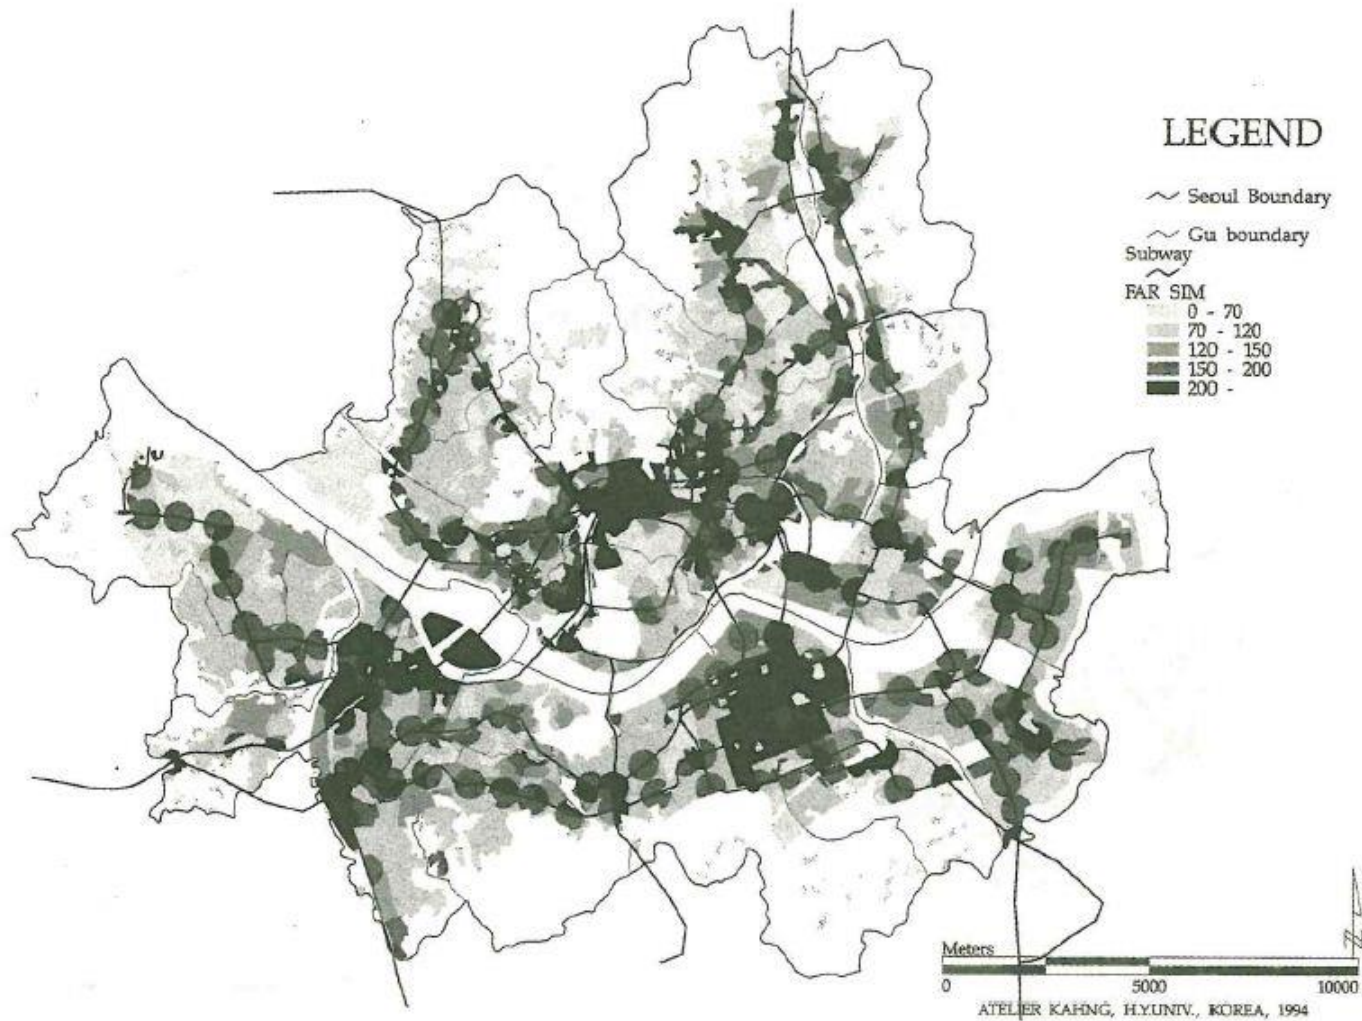 LEGEND
Seoul Boundary
Gu boundary
Subway
FAR SIM
0 - 70
70 - 120
120 - 150
150 - 200
200 -
Meters
0 5000 10000
ATELIER KAHNG, H.Y.UNIV., KOREA, 1994